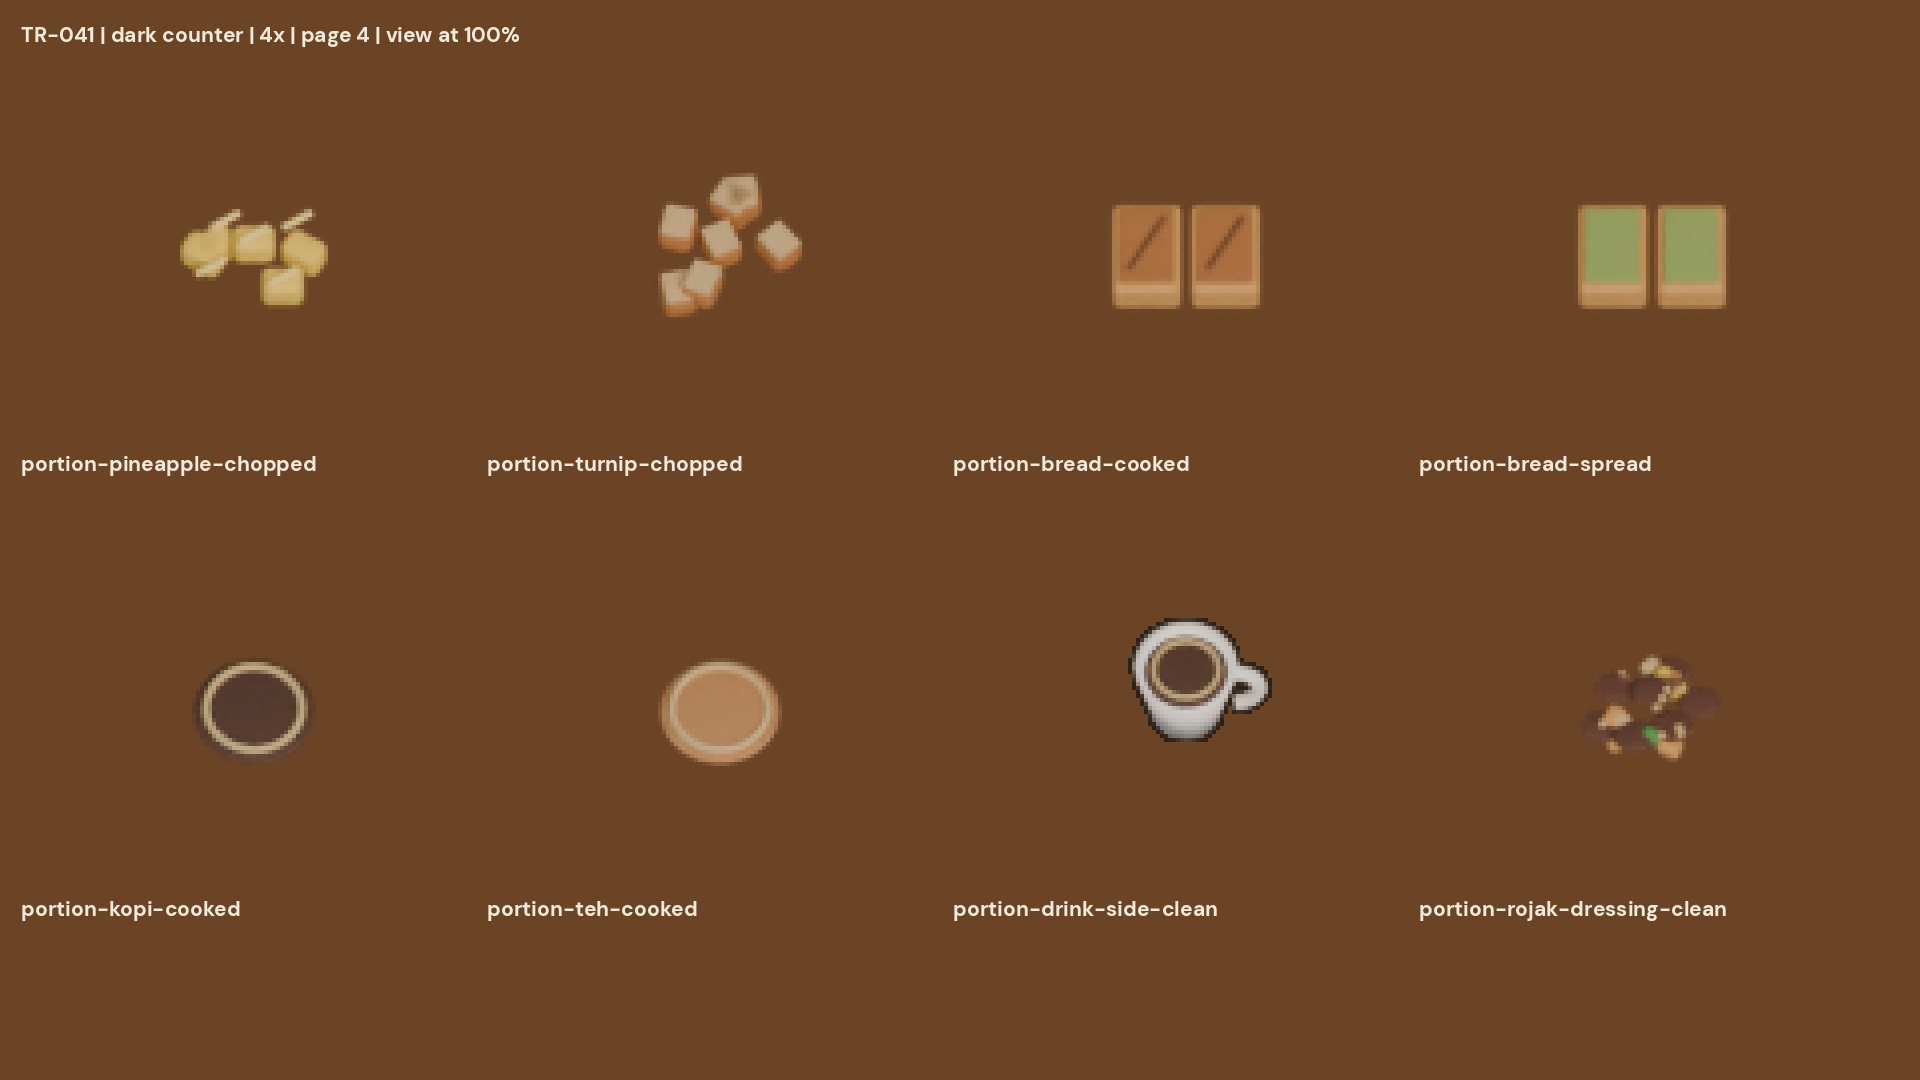 TR-041 | dark counter | 4x | page 4 | view at 100%
portion-pineapple-chopped
portion-turnip-chopped
portion-bread-cooked
portion-bread-spread
portion-kopi-cooked
portion-teh-cooked
portion-drink-side-clean
portion-rojak-dressing-clean